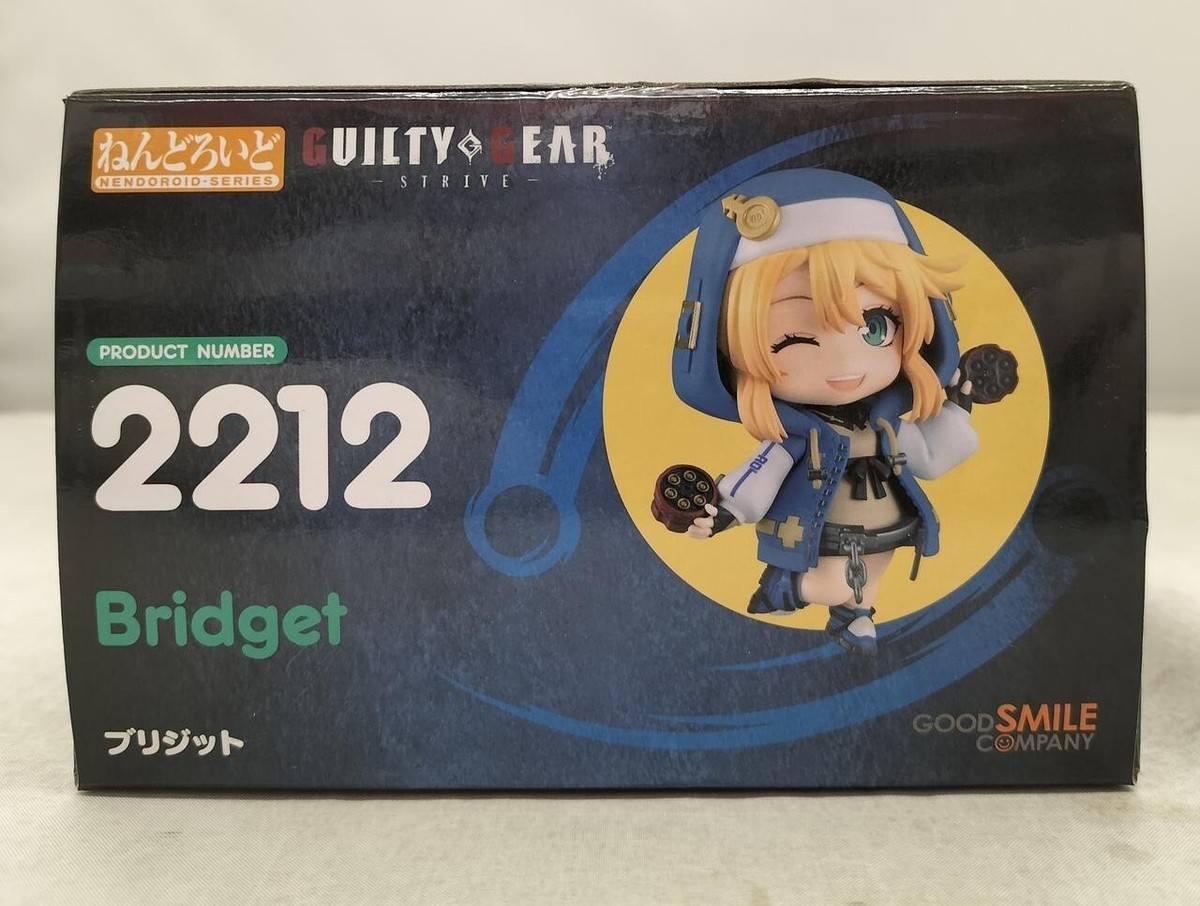 ねんどろいど
NENDOROID-SERIES
GUILTY GEAR
STRIVE
PRODUCT NUMBER
2212
Bridget
ブリジット
GOOD SMILE
COMPANY